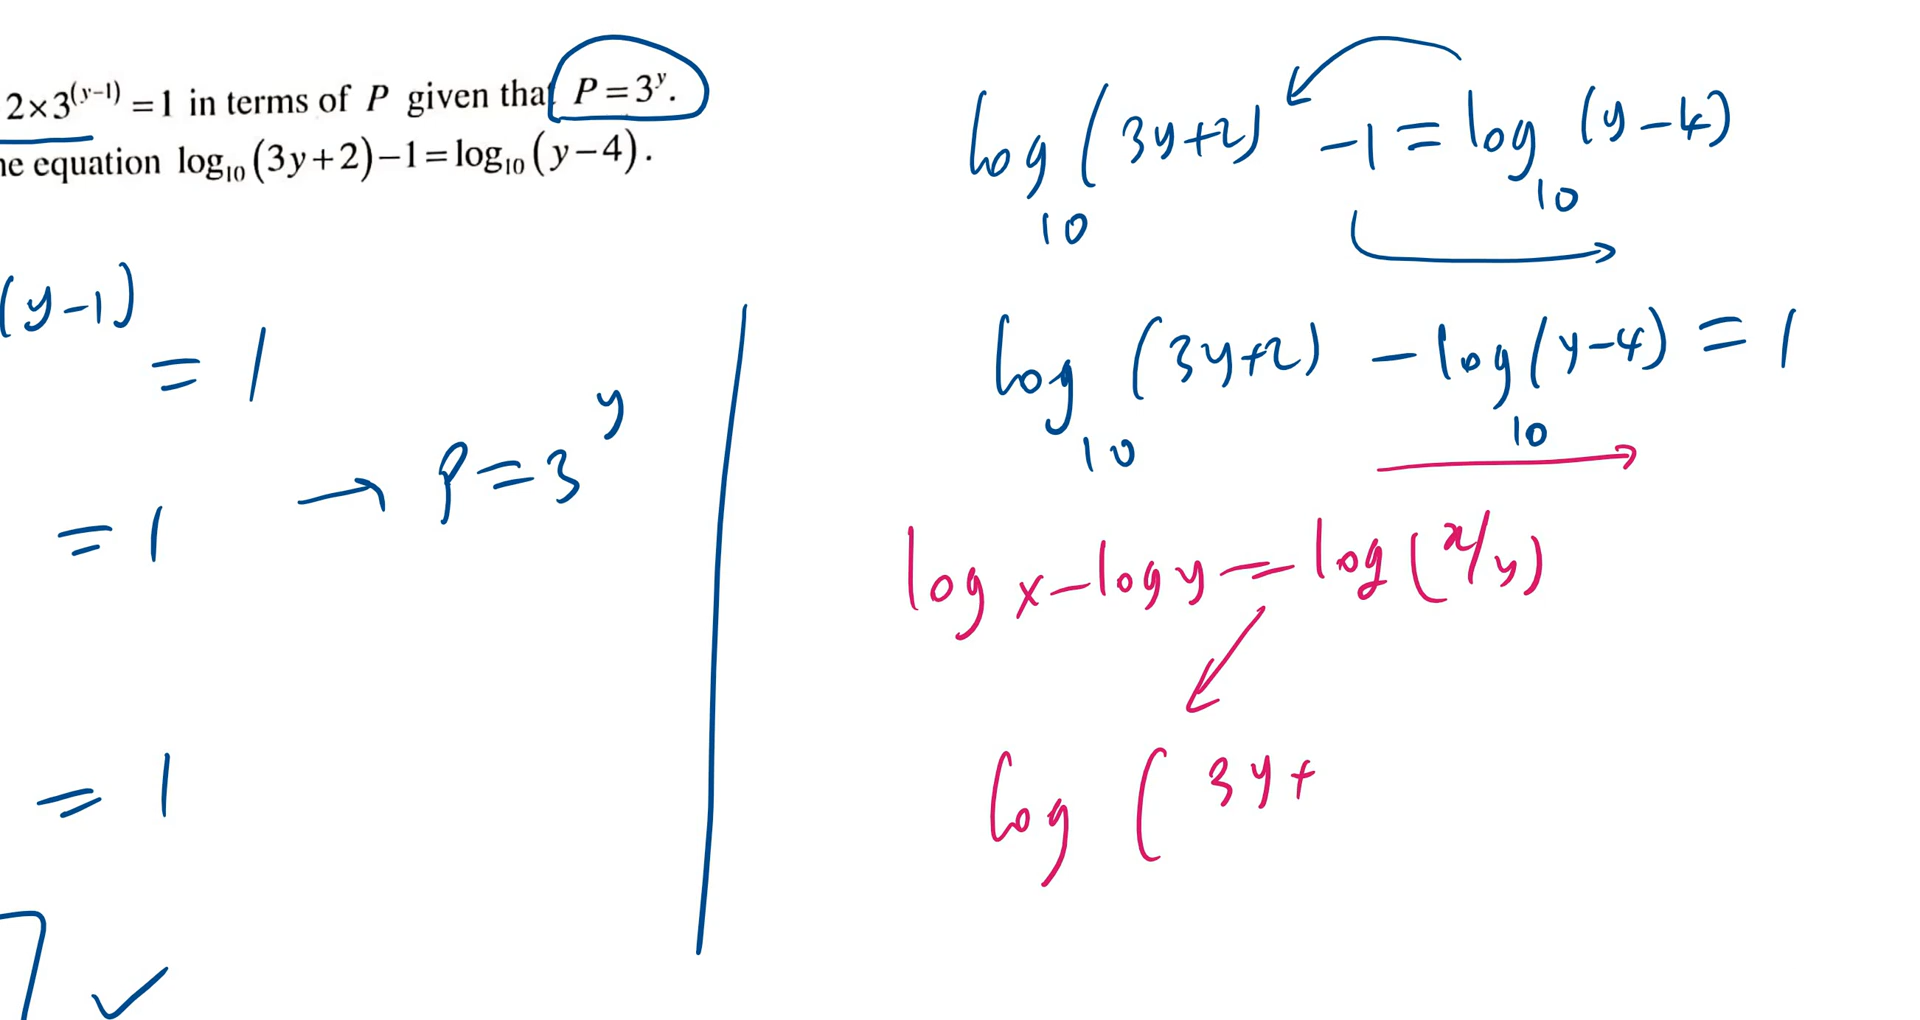 2×3^(y−1) = 1 in terms of P given tha P = 3^y.
he equation log₁₀(3y+2)−1 = log₁₀(y−4).
(y−1)
= 1
= 1 → P = 3^y
= 1
log₁₀(3y+2) −1 = log₁₀(y−4)
log₁₀(3y+2) − log₁₀(y−4) = 1
log x − log y = log(x/y)
log ( 3y+